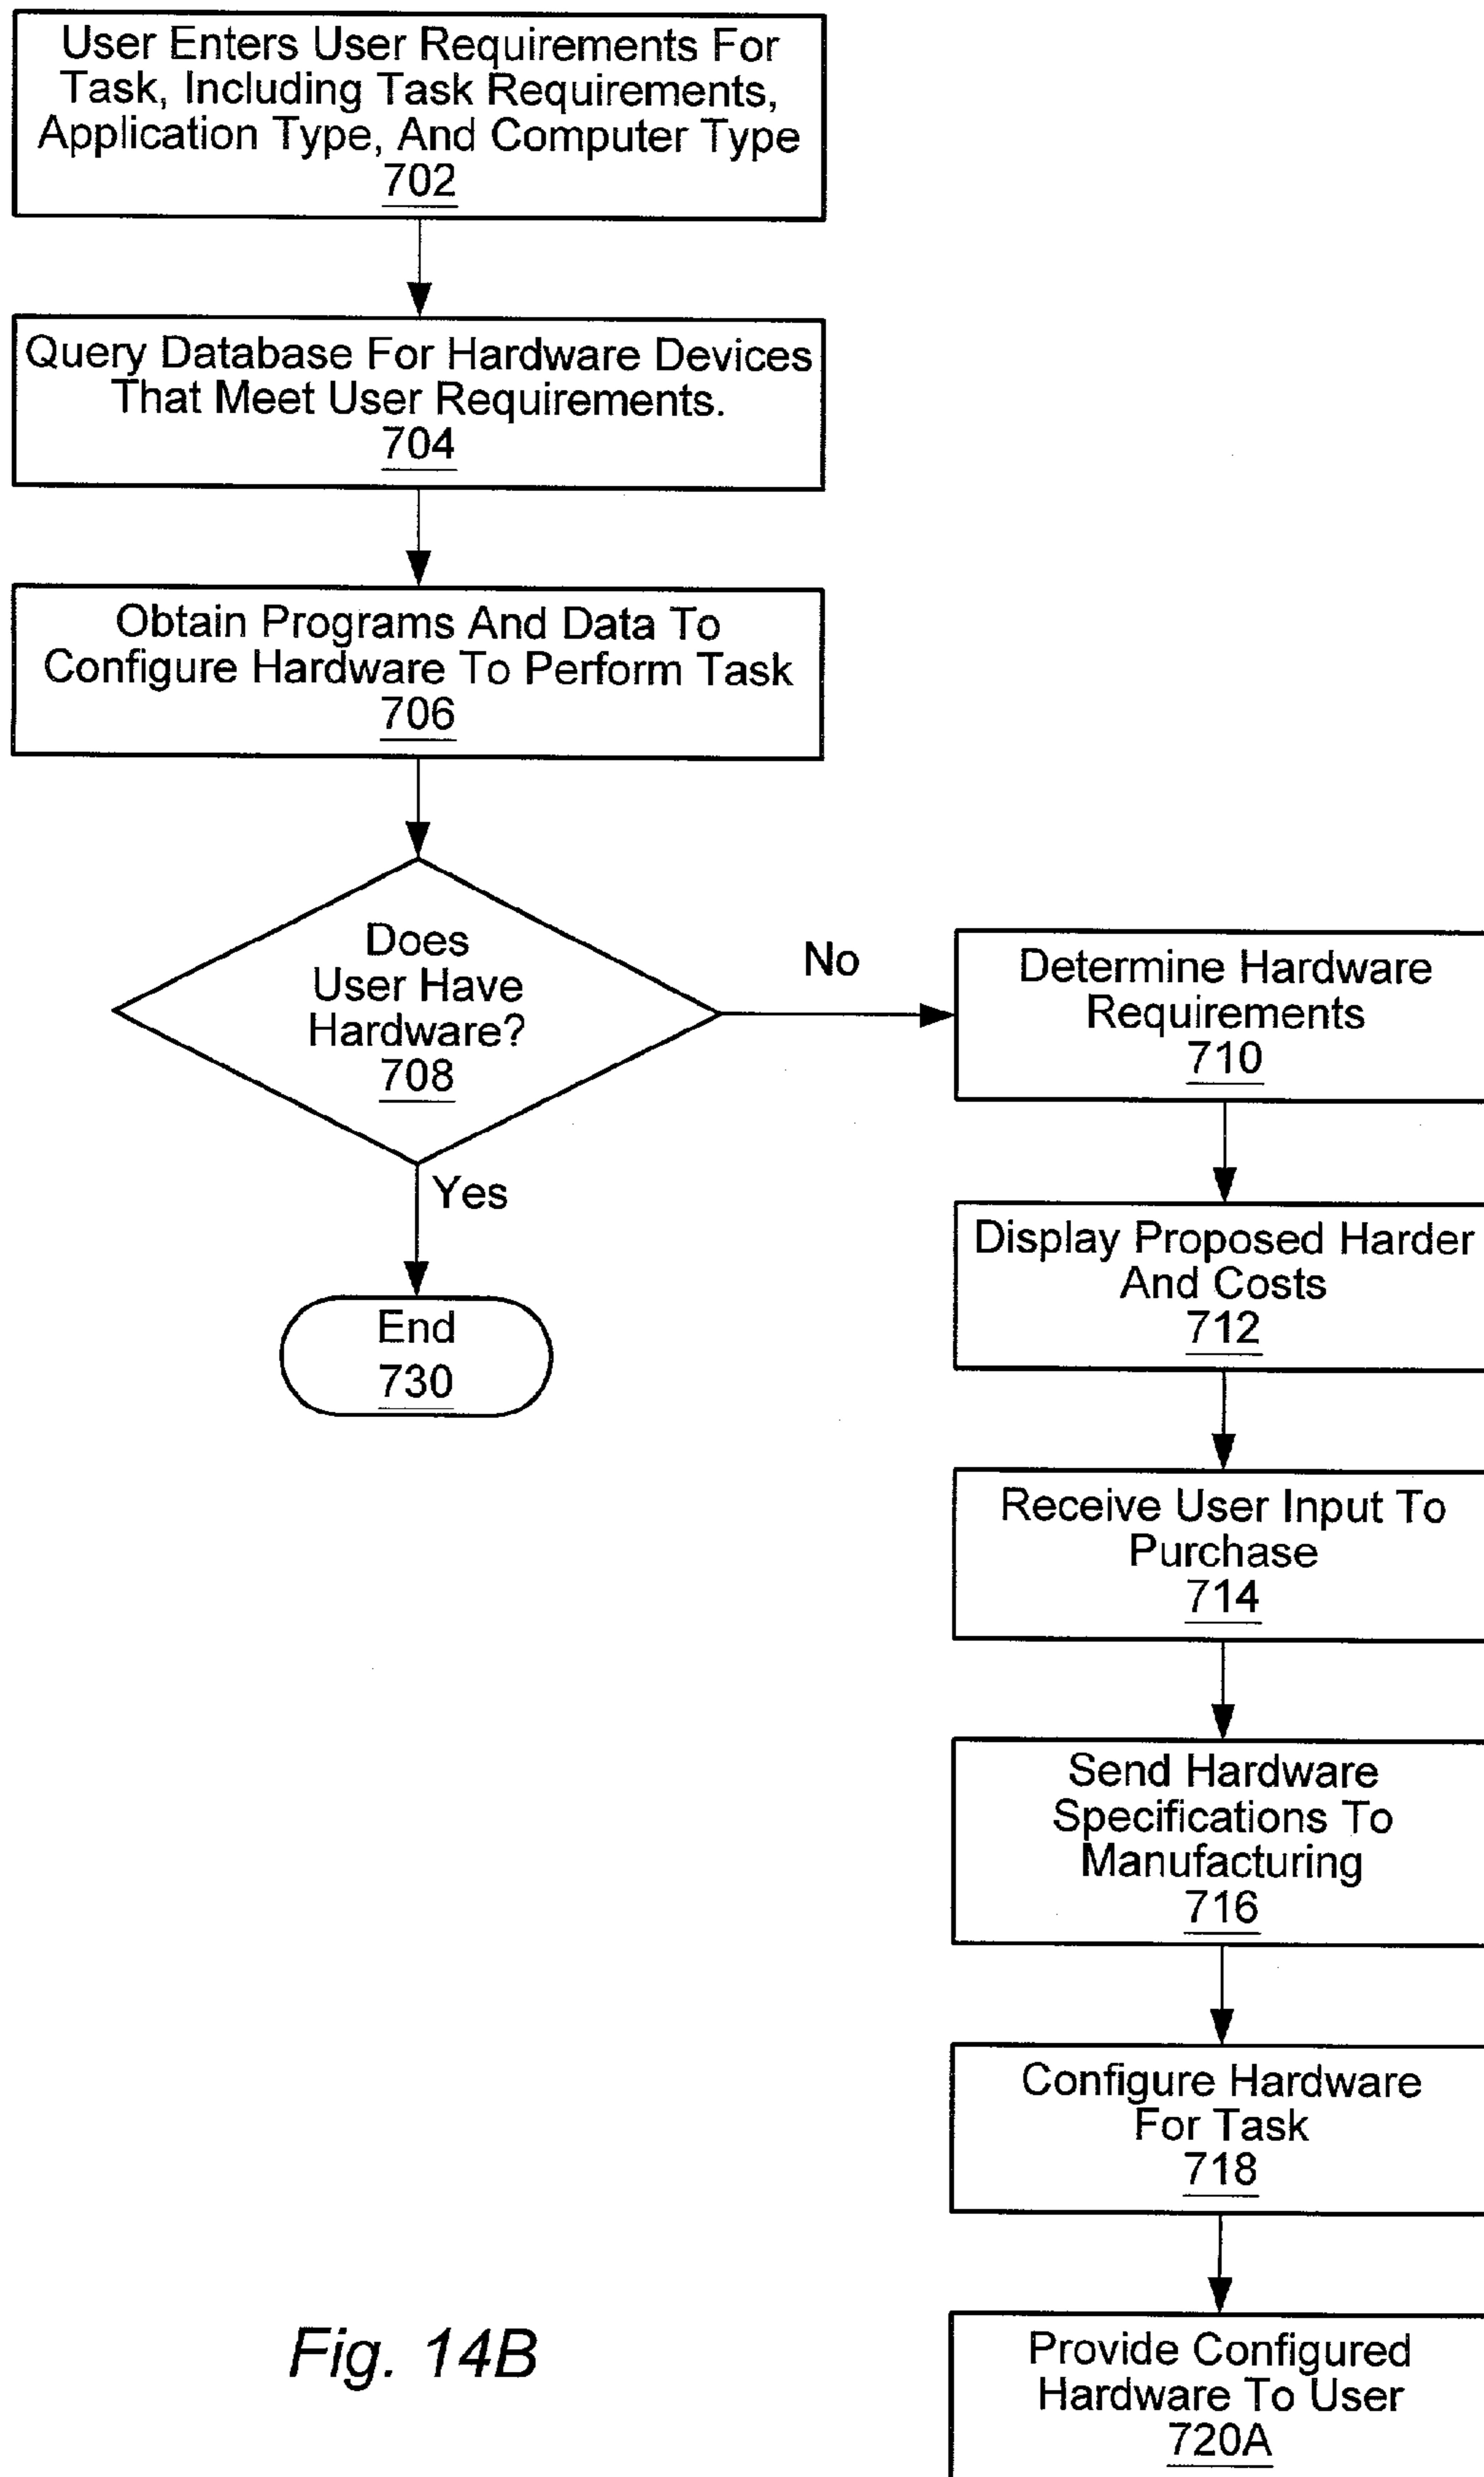 User Enters User Requirements For
Task, Including Task Requirements,
Application Type, And Computer Type
702
Query Database For Hardware Devices
That Meet User Requirements.
704
Obtain Programs And Data To
Configure Hardware To Perform Task
706
Does
User Have
Hardware?
708
No
Yes
End
730
Determine Hardware
Requirements
710
Display Proposed Harder
And Costs
712
Receive User Input To
Purchase
714
Send Hardware
Specifications To
Manufacturing
716
Configure Hardware
For Task
718
Provide Configured
Hardware To User
720A
Fig. 14B